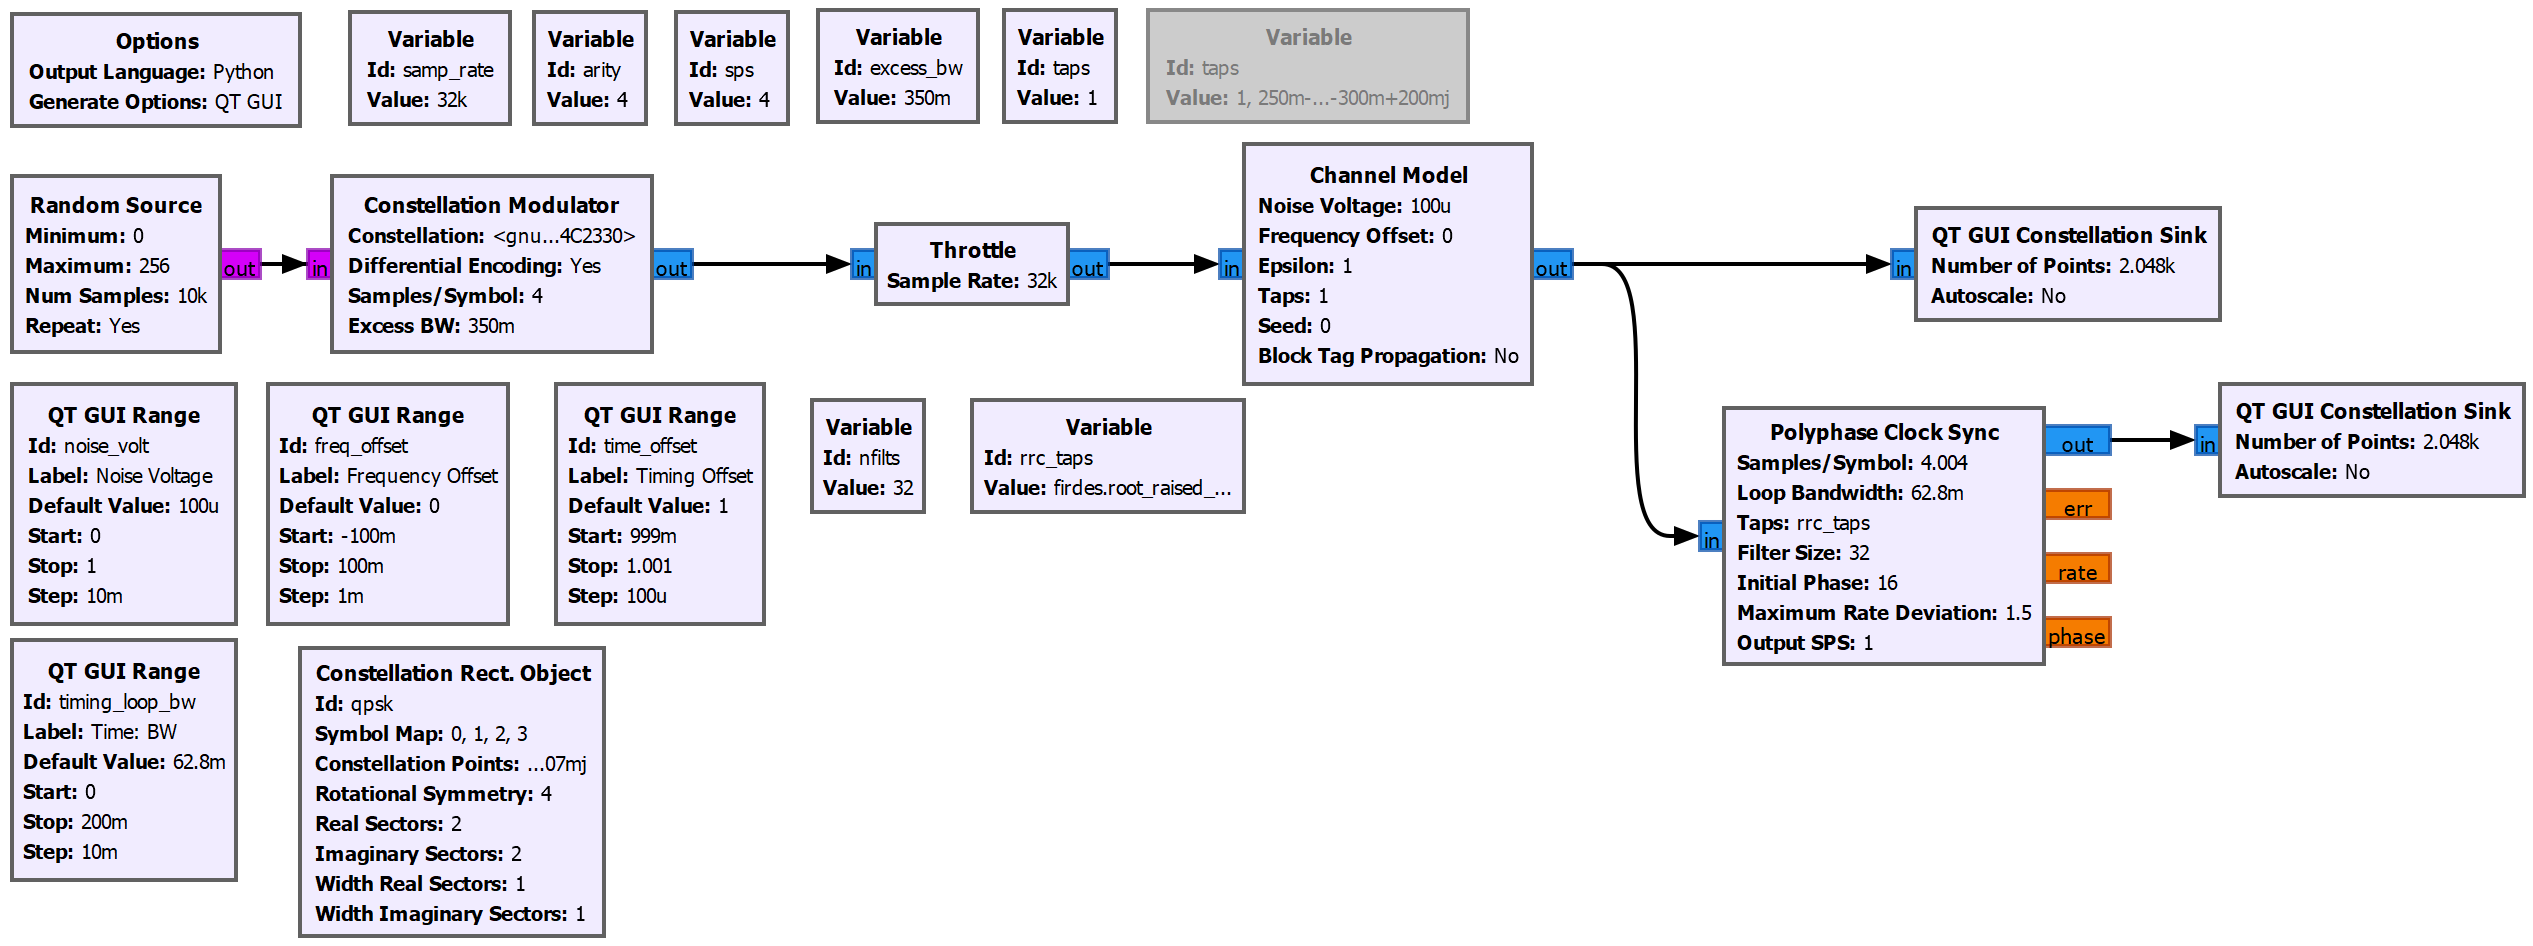 Options
Output Language: Python
Generate Options: QT GUI
Variable
Id: samp_rate
Value: 32k
Variable
Id: arity
Value: 4
Variable
Id: sps
Value: 4
Variable
Id: excess_bw
Value: 350m
Variable
Id: taps
Value: 1
Variable
Id: taps
Value: 1, 250m-...-300m+200mj
Random Source
Minimum: 0
Maximum: 256
Num Samples: 10k
Repeat: Yes
out
in
Constellation Modulator
Constellation: <gnu...4C2330>
Differential Encoding: Yes
Samples/Symbol: 4
Excess BW: 350m
out
in
Throttle
Sample Rate: 32k
out
in
Channel Model
Noise Voltage: 100u
Frequency Offset: 0
Epsilon: 1
Taps: 1
Seed: 0
Block Tag Propagation: No
out
in
QT GUI Constellation Sink
Number of Points: 2.048k
Autoscale: No
QT GUI Range
Id: noise_volt
Label: Noise Voltage
Default Value: 100u
Start: 0
Stop: 1
Step: 10m
QT GUI Range
Id: freq_offset
Label: Frequency Offset
Default Value: 0
Start: -100m
Stop: 100m
Step: 1m
QT GUI Range
Id: time_offset
Label: Timing Offset
Default Value: 1
Start: 999m
Stop: 1.001
Step: 100u
Variable
Id: nfilts
Value: 32
Variable
Id: rrc_taps
Value: firdes.root_raised_...
in
Polyphase Clock Sync
Samples/Symbol: 4.004
Loop Bandwidth: 62.8m
Taps: rrc_taps
Filter Size: 32
Initial Phase: 16
Maximum Rate Deviation: 1.5
Output SPS: 1
out
err
rate
phase
in
QT GUI Constellation Sink
Number of Points: 2.048k
Autoscale: No
QT GUI Range
Id: timing_loop_bw
Label: Time: BW
Default Value: 62.8m
Start: 0
Stop: 200m
Step: 10m
Constellation Rect. Object
Id: qpsk
Symbol Map: 0, 1, 2, 3
Constellation Points: ...07mj
Rotational Symmetry: 4
Real Sectors: 2
Imaginary Sectors: 2
Width Real Sectors: 1
Width Imaginary Sectors: 1